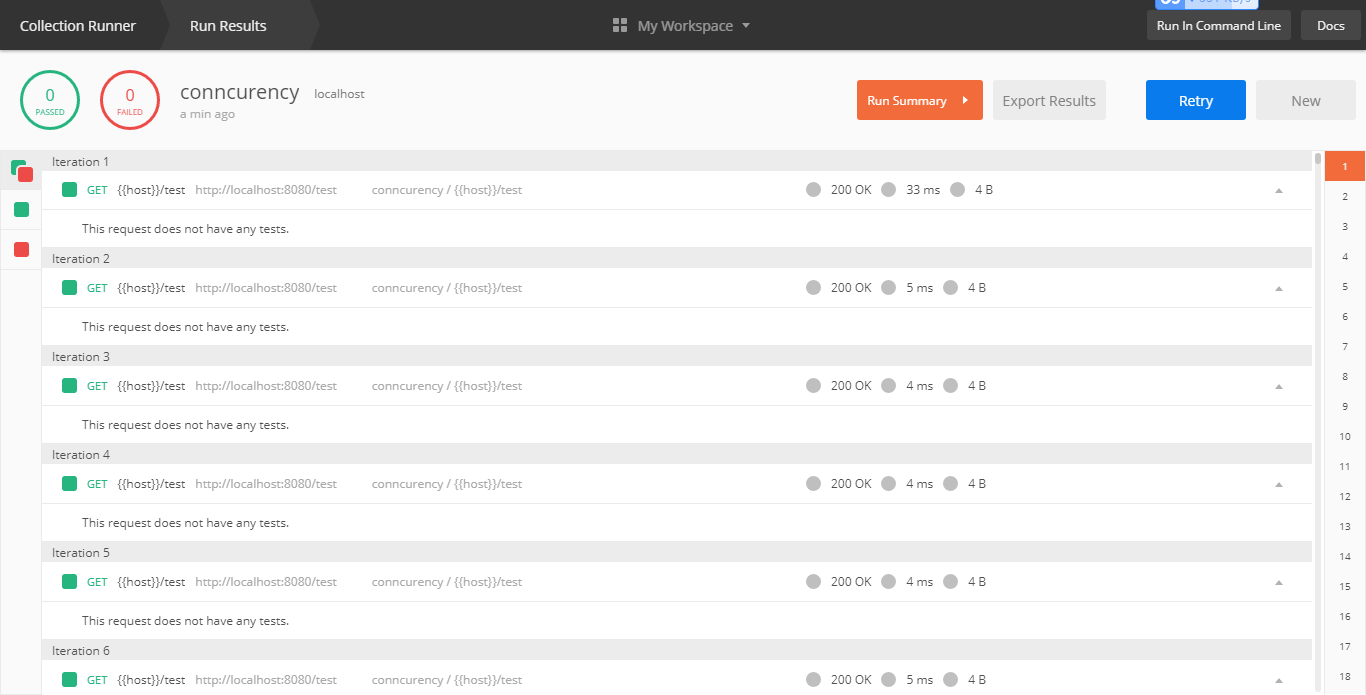 Collection Runner Run Results My Workspace Run In Command Line Docs
0 PASSED 0 FAILED conncurency localhost Run Summary Export Results Retry New
a min ago
Iteration 1 1
GET {{host}}/test http://localhost:8080/test conncurency / {{host}}/test 200 OK 33 ms 4 B 2
This request does not have any tests. 3
Iteration 2 4
GET {{host}}/test http://localhost:8080/test conncurency / {{host}}/test 200 OK 5 ms 4 B 5
This request does not have any tests. 6
Iteration 3 7
GET {{host}}/test http://localhost:8080/test conncurency / {{host}}/test 200 OK 4 ms 4 B 8
9
This request does not have any tests. 10
Iteration 4 11
GET {{host}}/test http://localhost:8080/test conncurency / {{host}}/test 200 OK 4 ms 4 B 12
This request does not have any tests. 13
Iteration 5 14
GET {{host}}/test http://localhost:8080/test conncurency / {{host}}/test 200 OK 4 ms 4 B 15
This request does not have any tests. 16
Iteration 6 17
GET {{host}}/test http://localhost:8080/test conncurency / {{host}}/test 200 OK 5 ms 4 B 18